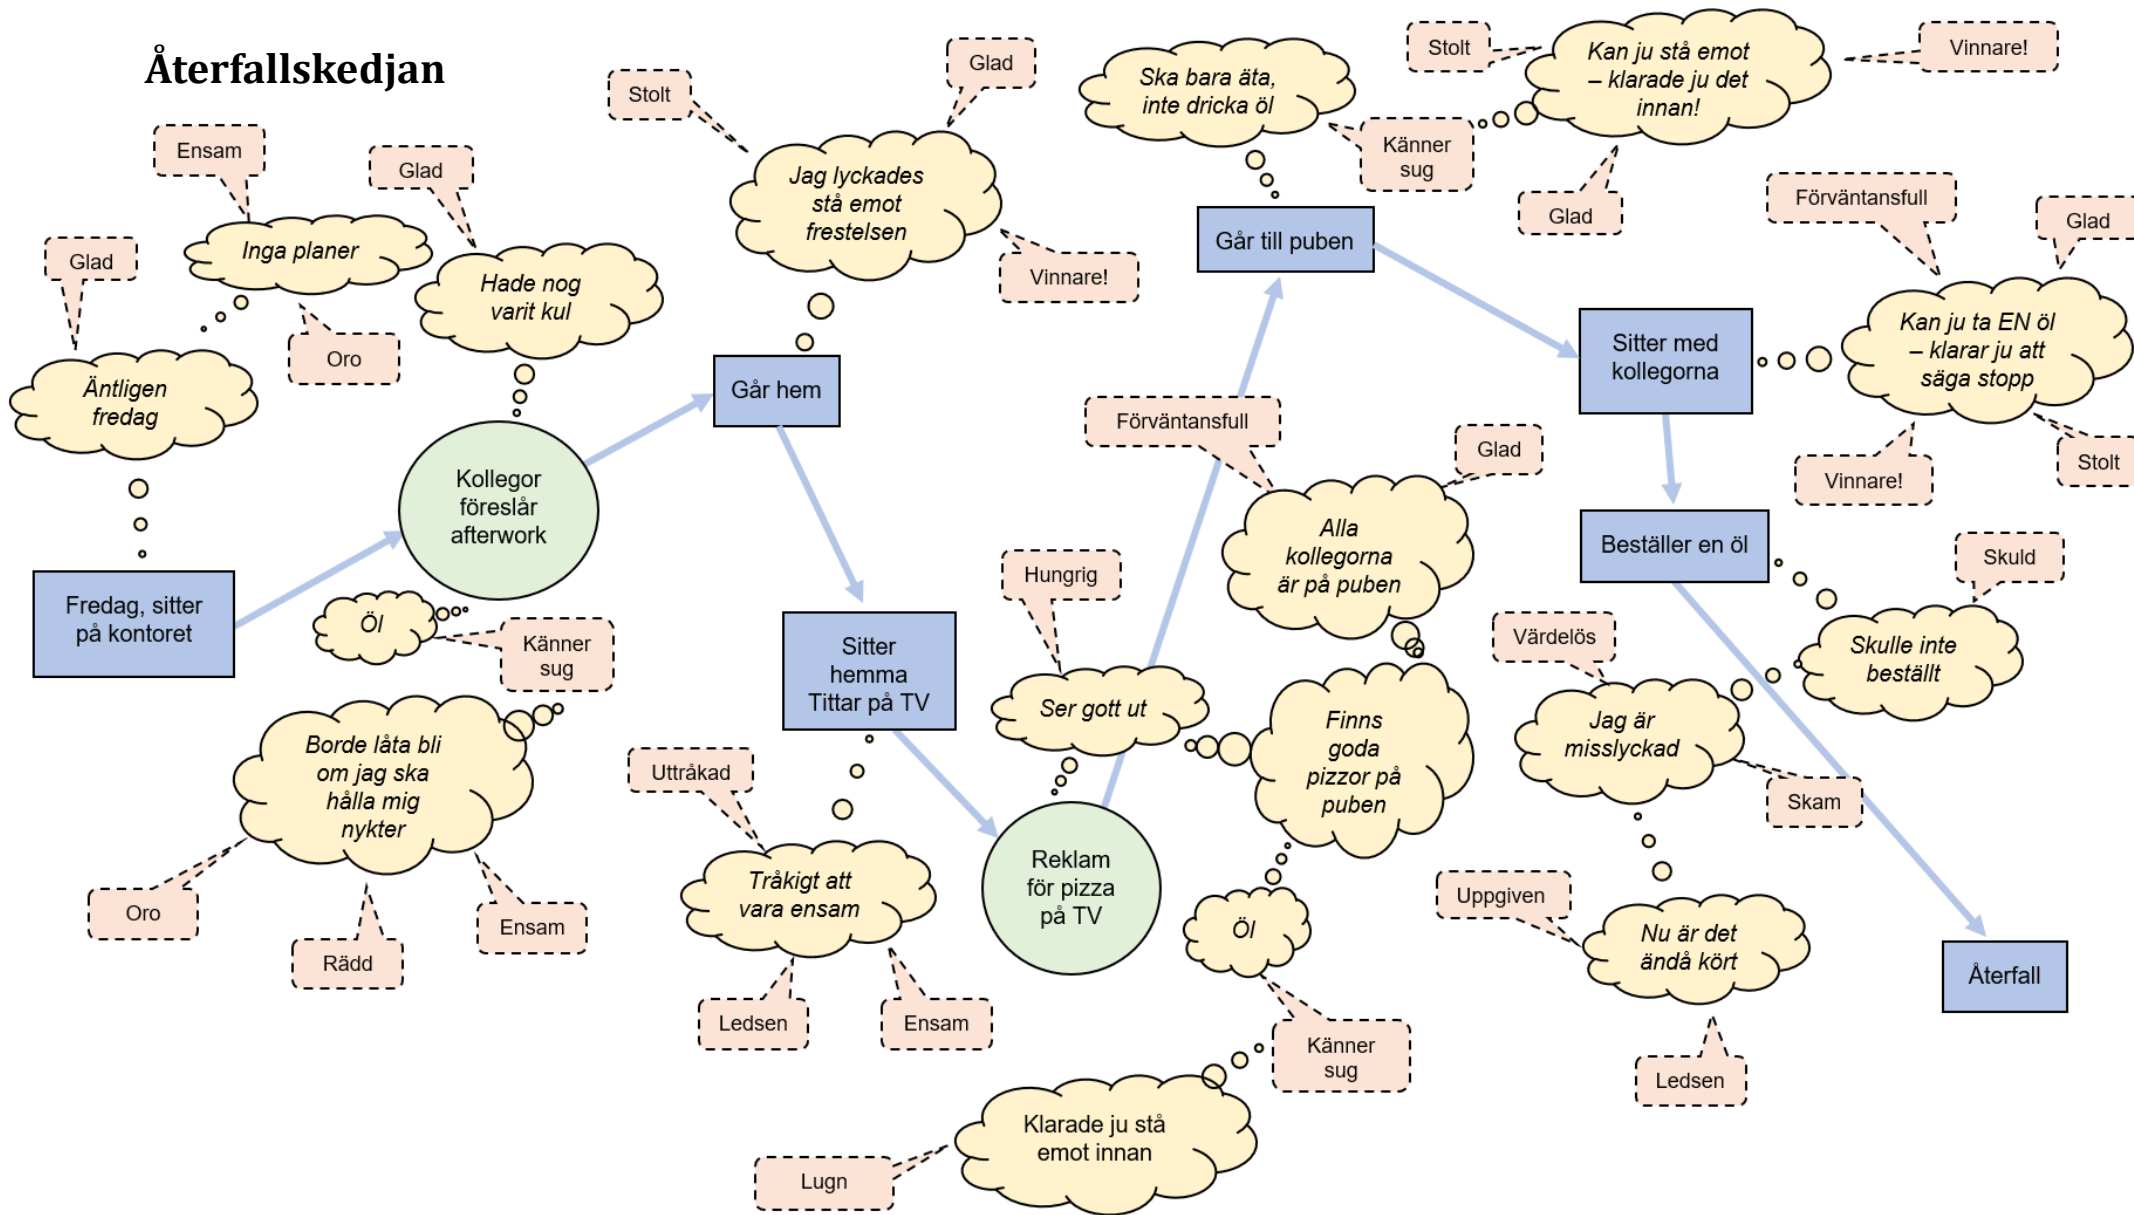 Återfallskedjan
Glad
Äntligen
fredag
Ensam
Inga planer
Oro
Fredag, sitter
på kontoret
Glad
Hade nog
varit kul
Kollegor
föreslår
afterwork
Öl
Känner
sug
Borde låta bli
om jag ska
hålla mig
nykter
Oro
Rädd
Ensam
Stolt
Glad
Jag lyckades
stå emot
frestelsen
Vinnare!
Går hem
Sitter
hemma
Tittar på TV
Uttråkad
Tråkigt att
vara ensam
Ledsen
Ensam
Hungrig
Ser gott ut
Reklam
för pizza
på TV
Finns
goda
pizzor på
puben
Förväntansfull
Glad
Alla
kollegorna
är på puben
Öl
Känner
sug
Klarade ju stå
emot innan
Lugn
Ska bara äta,
inte dricka öl
Känner
sug
Går till puben
Stolt
Kan ju stå emot
– klarade ju det
innan!
Vinnare!
Glad
Sitter med
kollegorna
Förväntansfull
Glad
Kan ju ta EN öl
– klarar ju att
säga stopp
Vinnare!
Stolt
Beställer en öl
Skuld
Skulle inte
beställt
Värdelös
Jag är
misslyckad
Skam
Uppgiven
Nu är det
ändå kört
Ledsen
Återfall